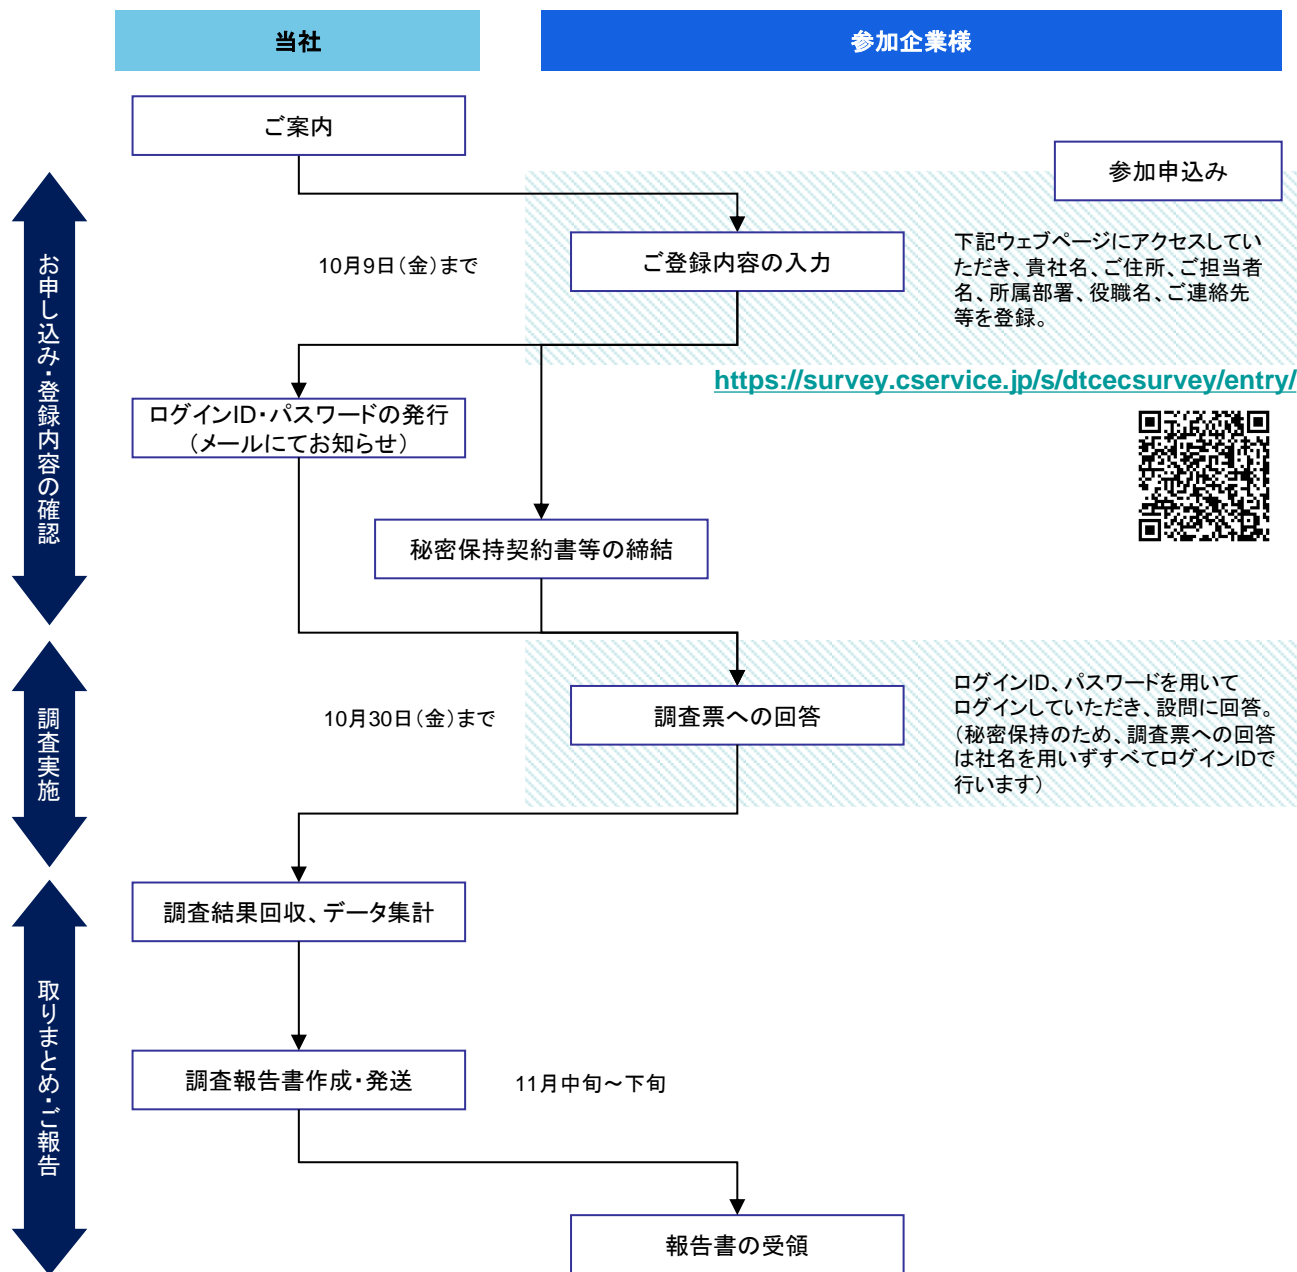 当社
参加企業様
ご案内
参加申込み
お申し込み・登録内容の確認
10月9日(金)まで
ご登録内容の入力
下記ウェブページにアクセスしてい
ただき、貴社名、ご住所、ご担当者
名、所属部署、役職名、ご連絡先
等を登録。
https://survey.cservice.jp/s/dtcecsurvey/entry/
ログインID・パスワードの発行
(メールにてお知らせ)
秘密保持契約書等の締結
調査実施
10月30日(金)まで
調査票への回答
ログインID、パスワードを用いて
ログインしていただき、設問に回答。
(秘密保持のため、調査票への回答
は社名を用いずすべてログインIDで
行います)
調査結果回収、データ集計
取りまとめ・ご報告
調査報告書作成・発送
11月中旬~下旬
報告書の受領